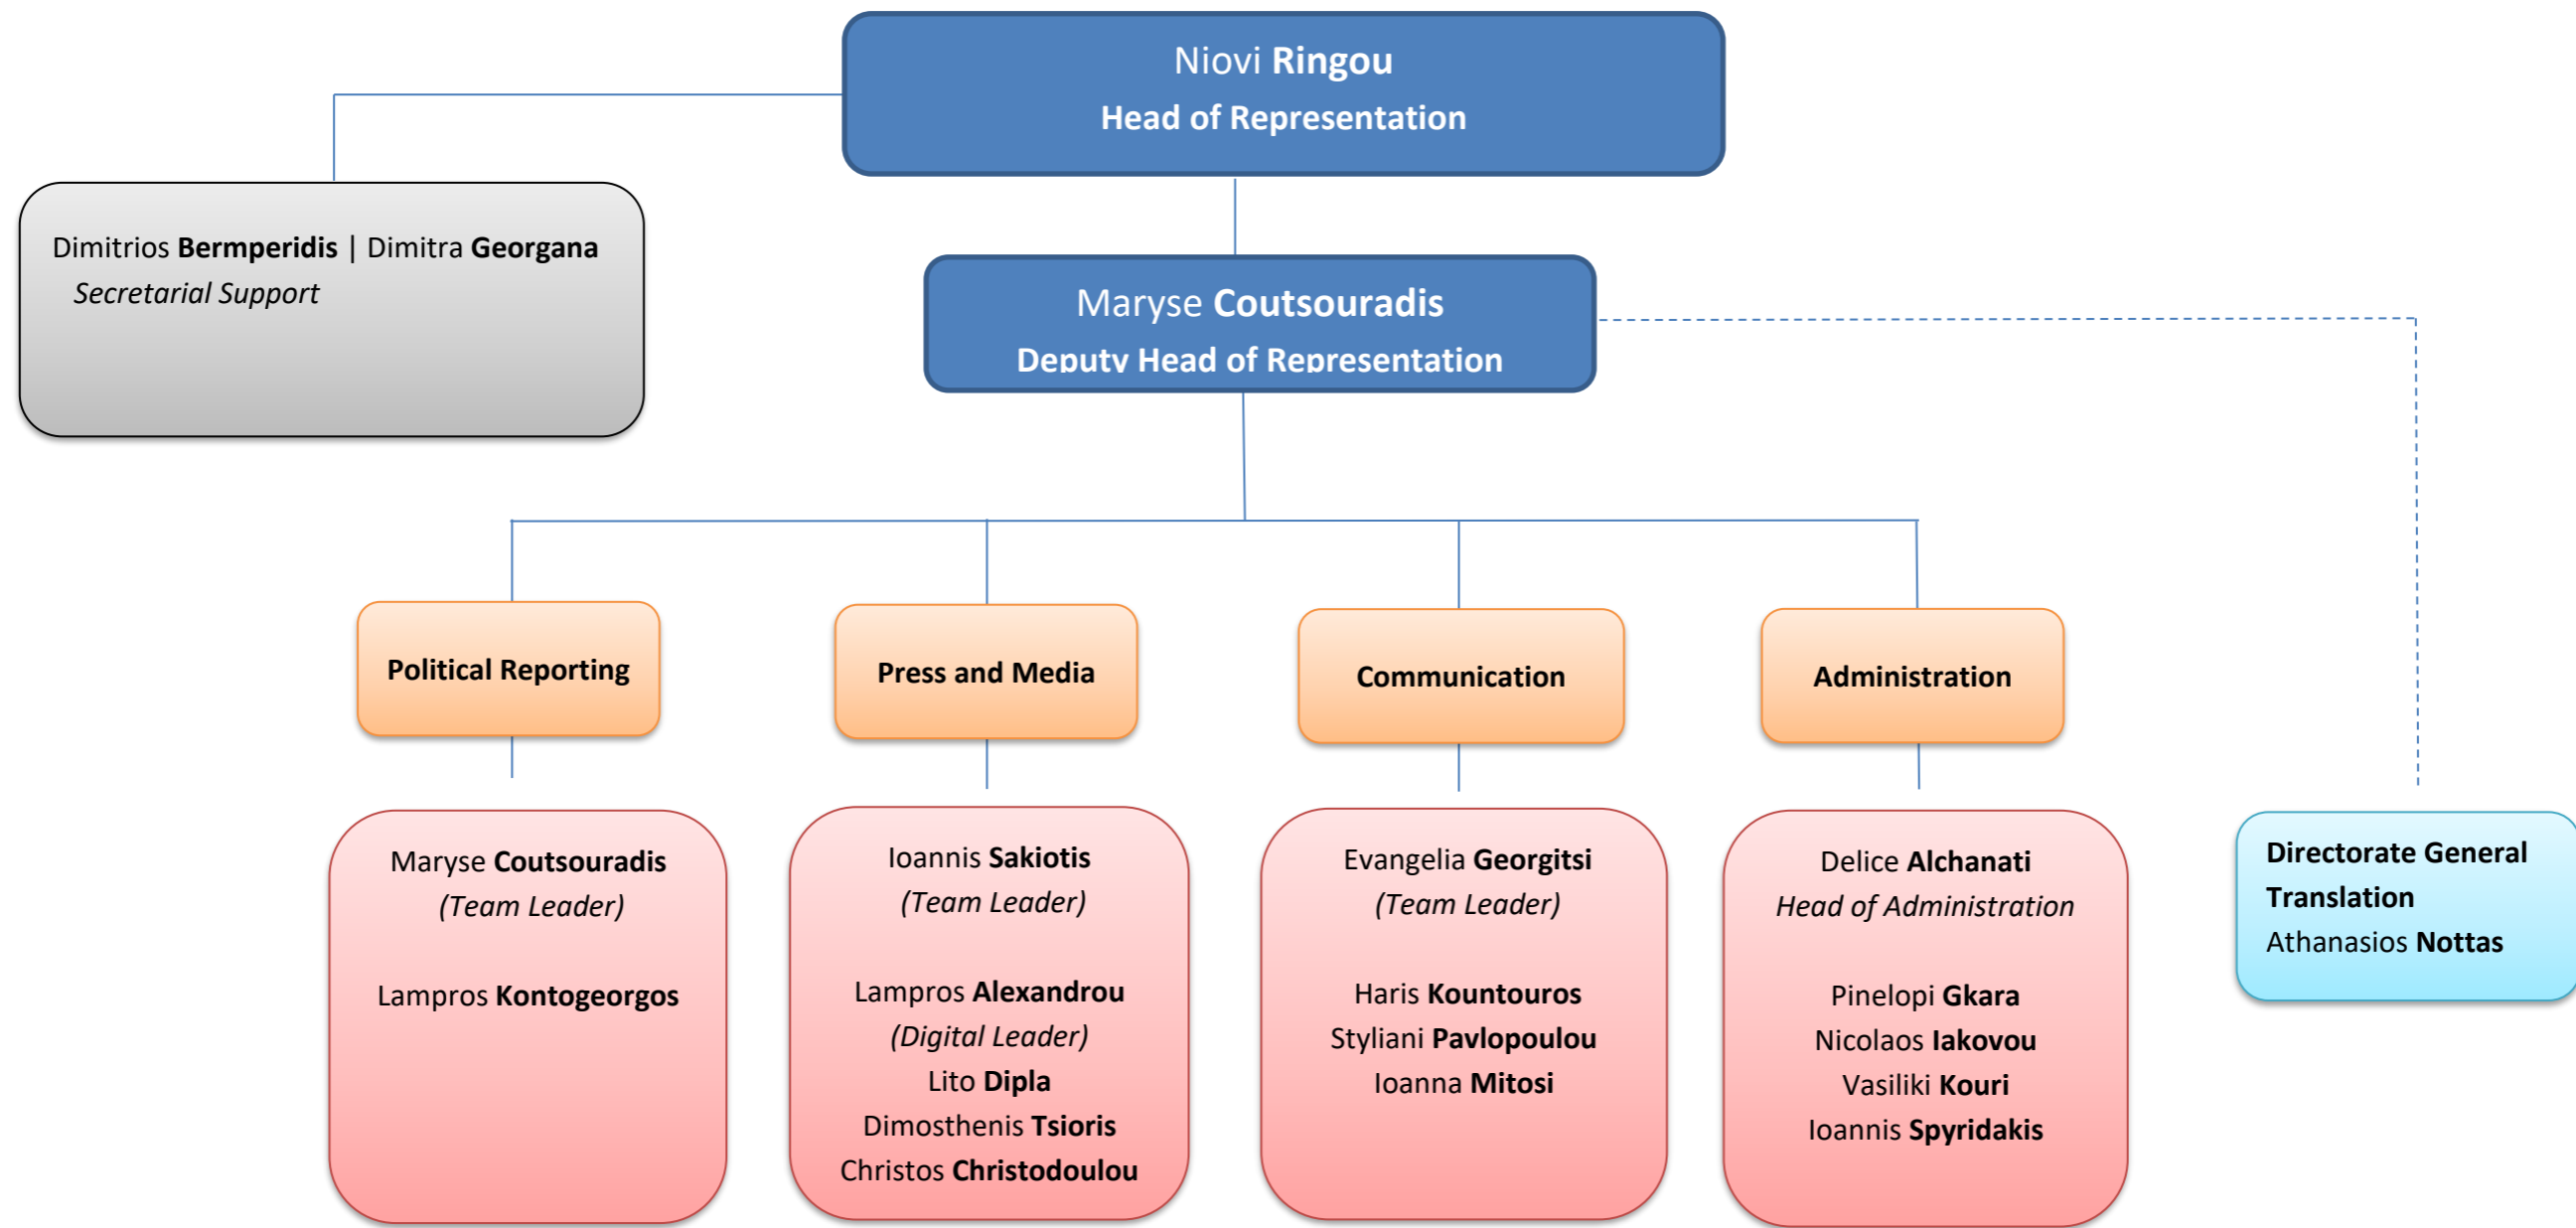 Niovi Ringou
Head of Representation
Dimitrios Bermperidis | Dimitra Georgana
Secretarial Support
Maryse Coutsouradis
Deputy Head of Representation
Political Reporting
Press and Media
Communication
Administration
Maryse Coutsouradis
(Team Leader)
Lampros Kontogeorgos
Ioannis Sakiotis
(Team Leader)
Lampros Alexandrou
(Digital Leader)
Lito Dipla
Dimosthenis Tsioris
Christos Christodoulou
Evangelia Georgitsi
(Team Leader)
Haris Kountouros
Styliani Pavlopoulou
Ioanna Mitosi
Delice Alchanati
Head of Administration
Pinelopi Gkara
Nicolaos Iakovou
Vasiliki Kouri
Ioannis Spyridakis
Directorate General
Translation
Athanasios Nottas